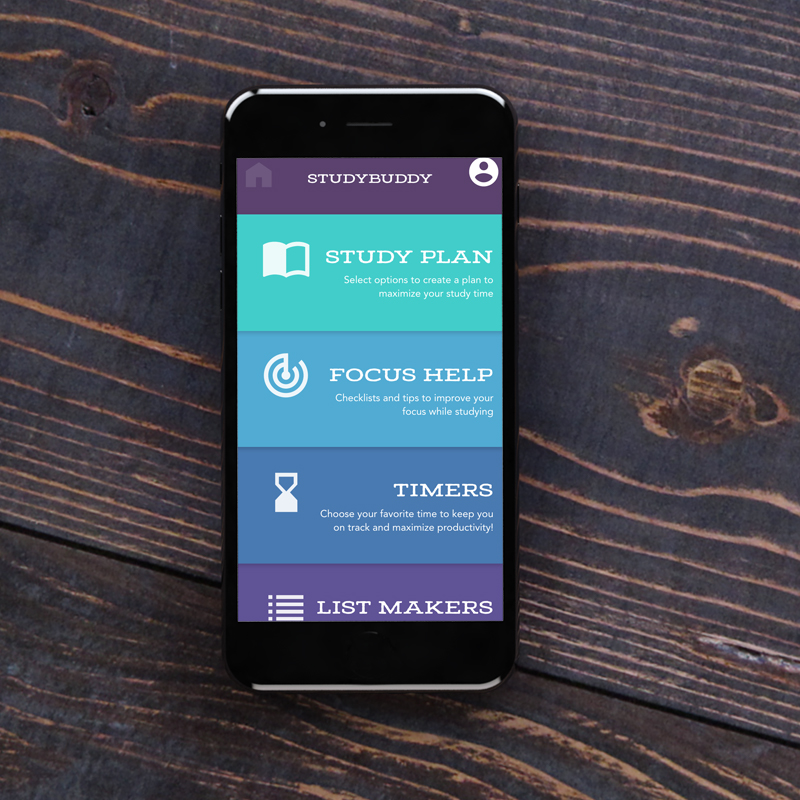 STUDYBUDDY
STUDY PLAN
Select options to create a plan to
maximize your study time
FOCUS HELP
Checklists and tips to improve your
focus while studying
TIMERS
Choose your favorite time to keep you
on track and maximize productivity!
LIST MAKERS